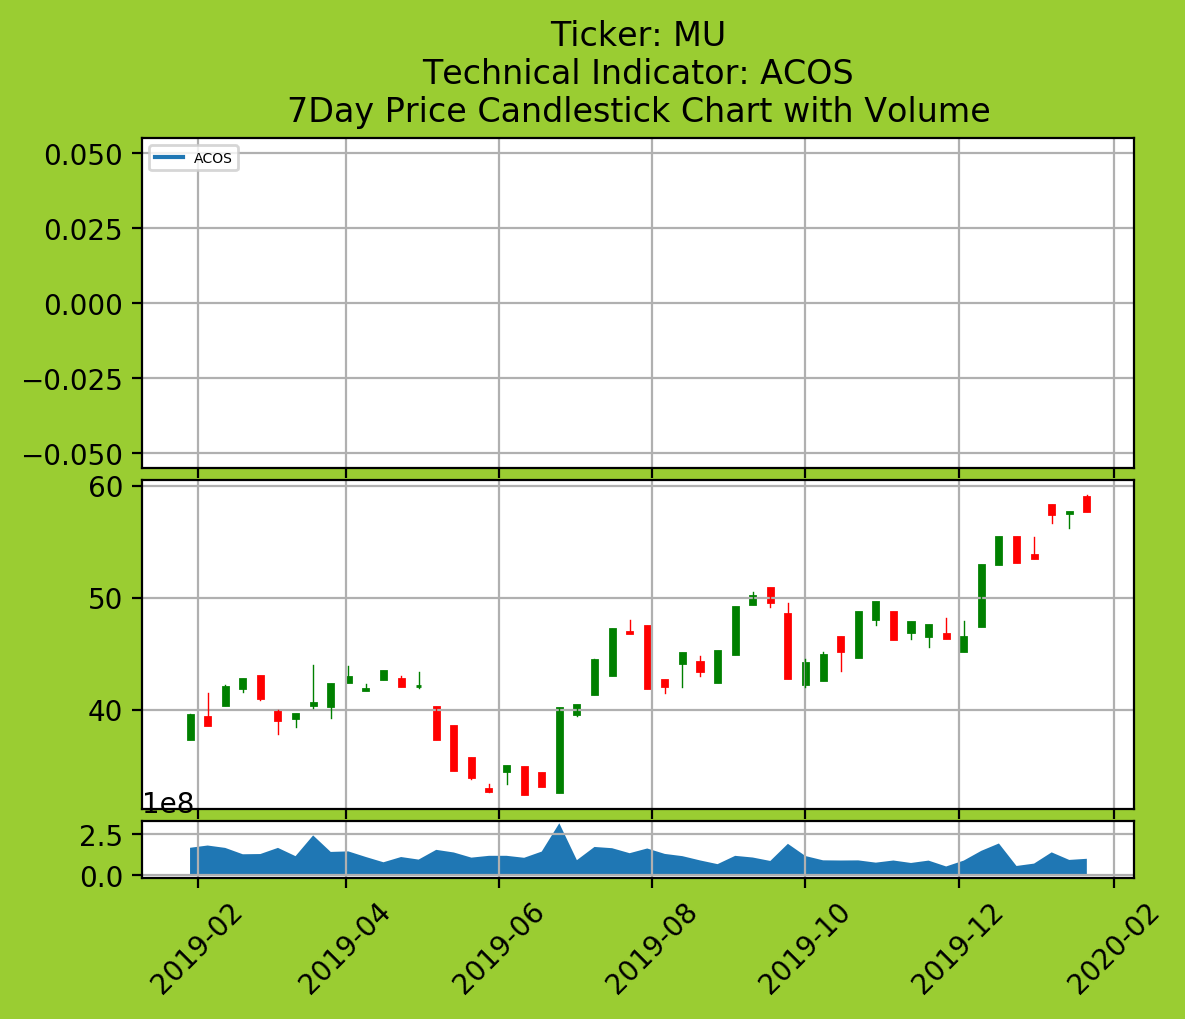 Ticker: MU
Technical Indicator: ACOS
7Day Price Candlestick Chart with Volume
ACOS
0.050
0.025
0.000
−0.025
−0.050
60
50
40
1e8
2.5
0.0
2019-02 2019-04 2019-06 2019-08 2019-10 2019-12 2020-02